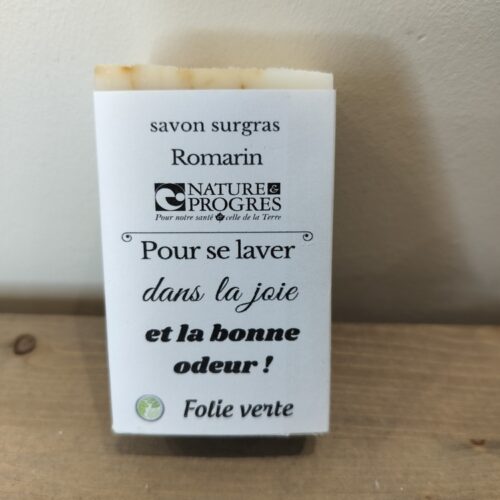 savon surgras
Romarin
NATURE &
PROGRES
Pour notre santé et celle de la Terre
Pour se laver
dans la joie
et la bonne
odeur !
Folie verte